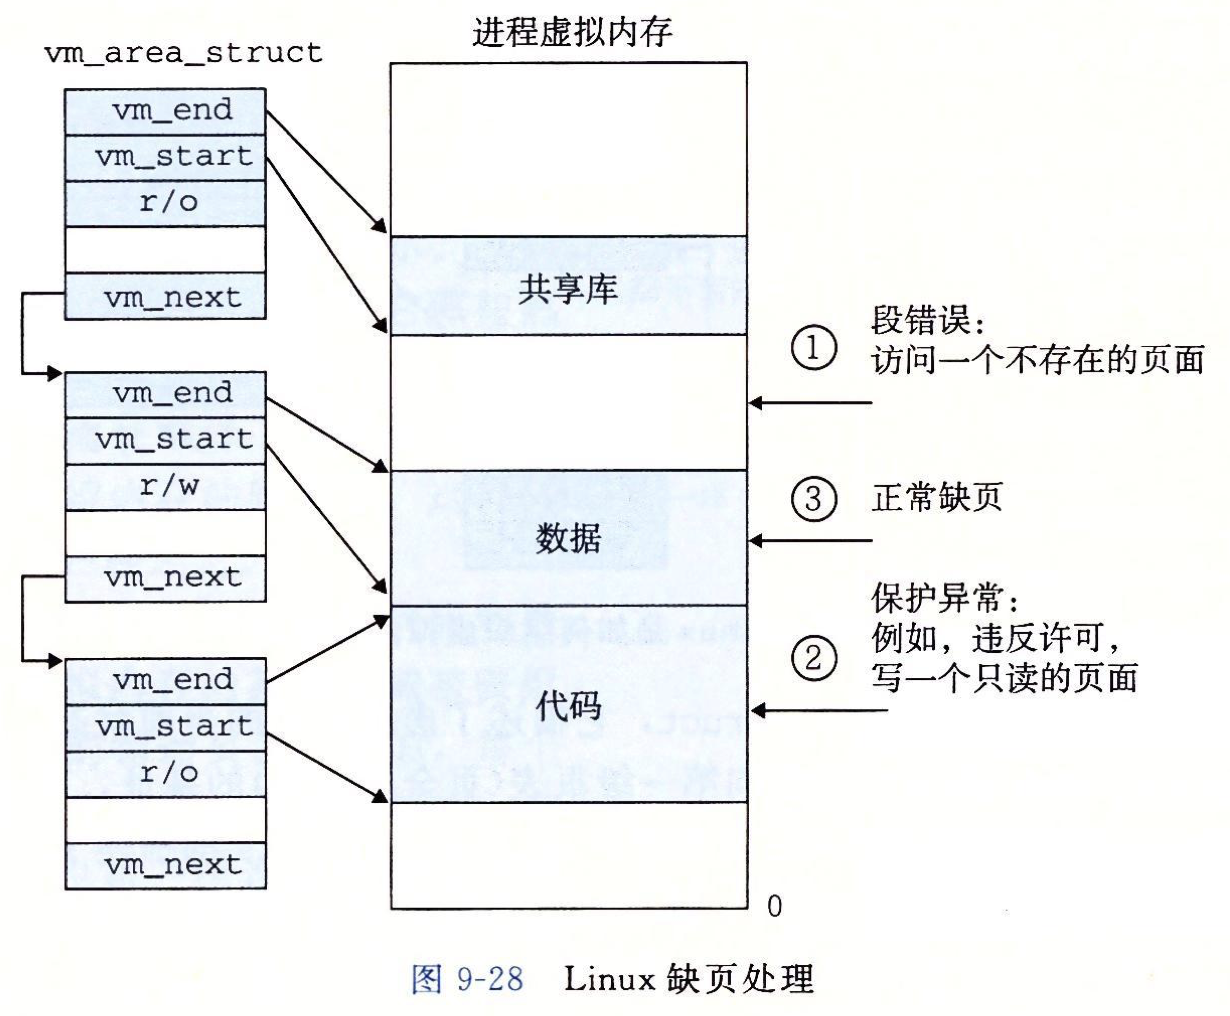 进程虚拟内存
vm_area_struct
vm_end
vm_start
r/o
vm_next
vm_end
vm_start
r/w
vm_next
vm_end
vm_start
r/o
vm_next
共享库
数据
代码
0
① 段错误：
访问一个不存在的页面
③ 正常缺页
② 保护异常：
例如，违反许可，
写一个只读的页面
图 9-28 Linux 缺页处理